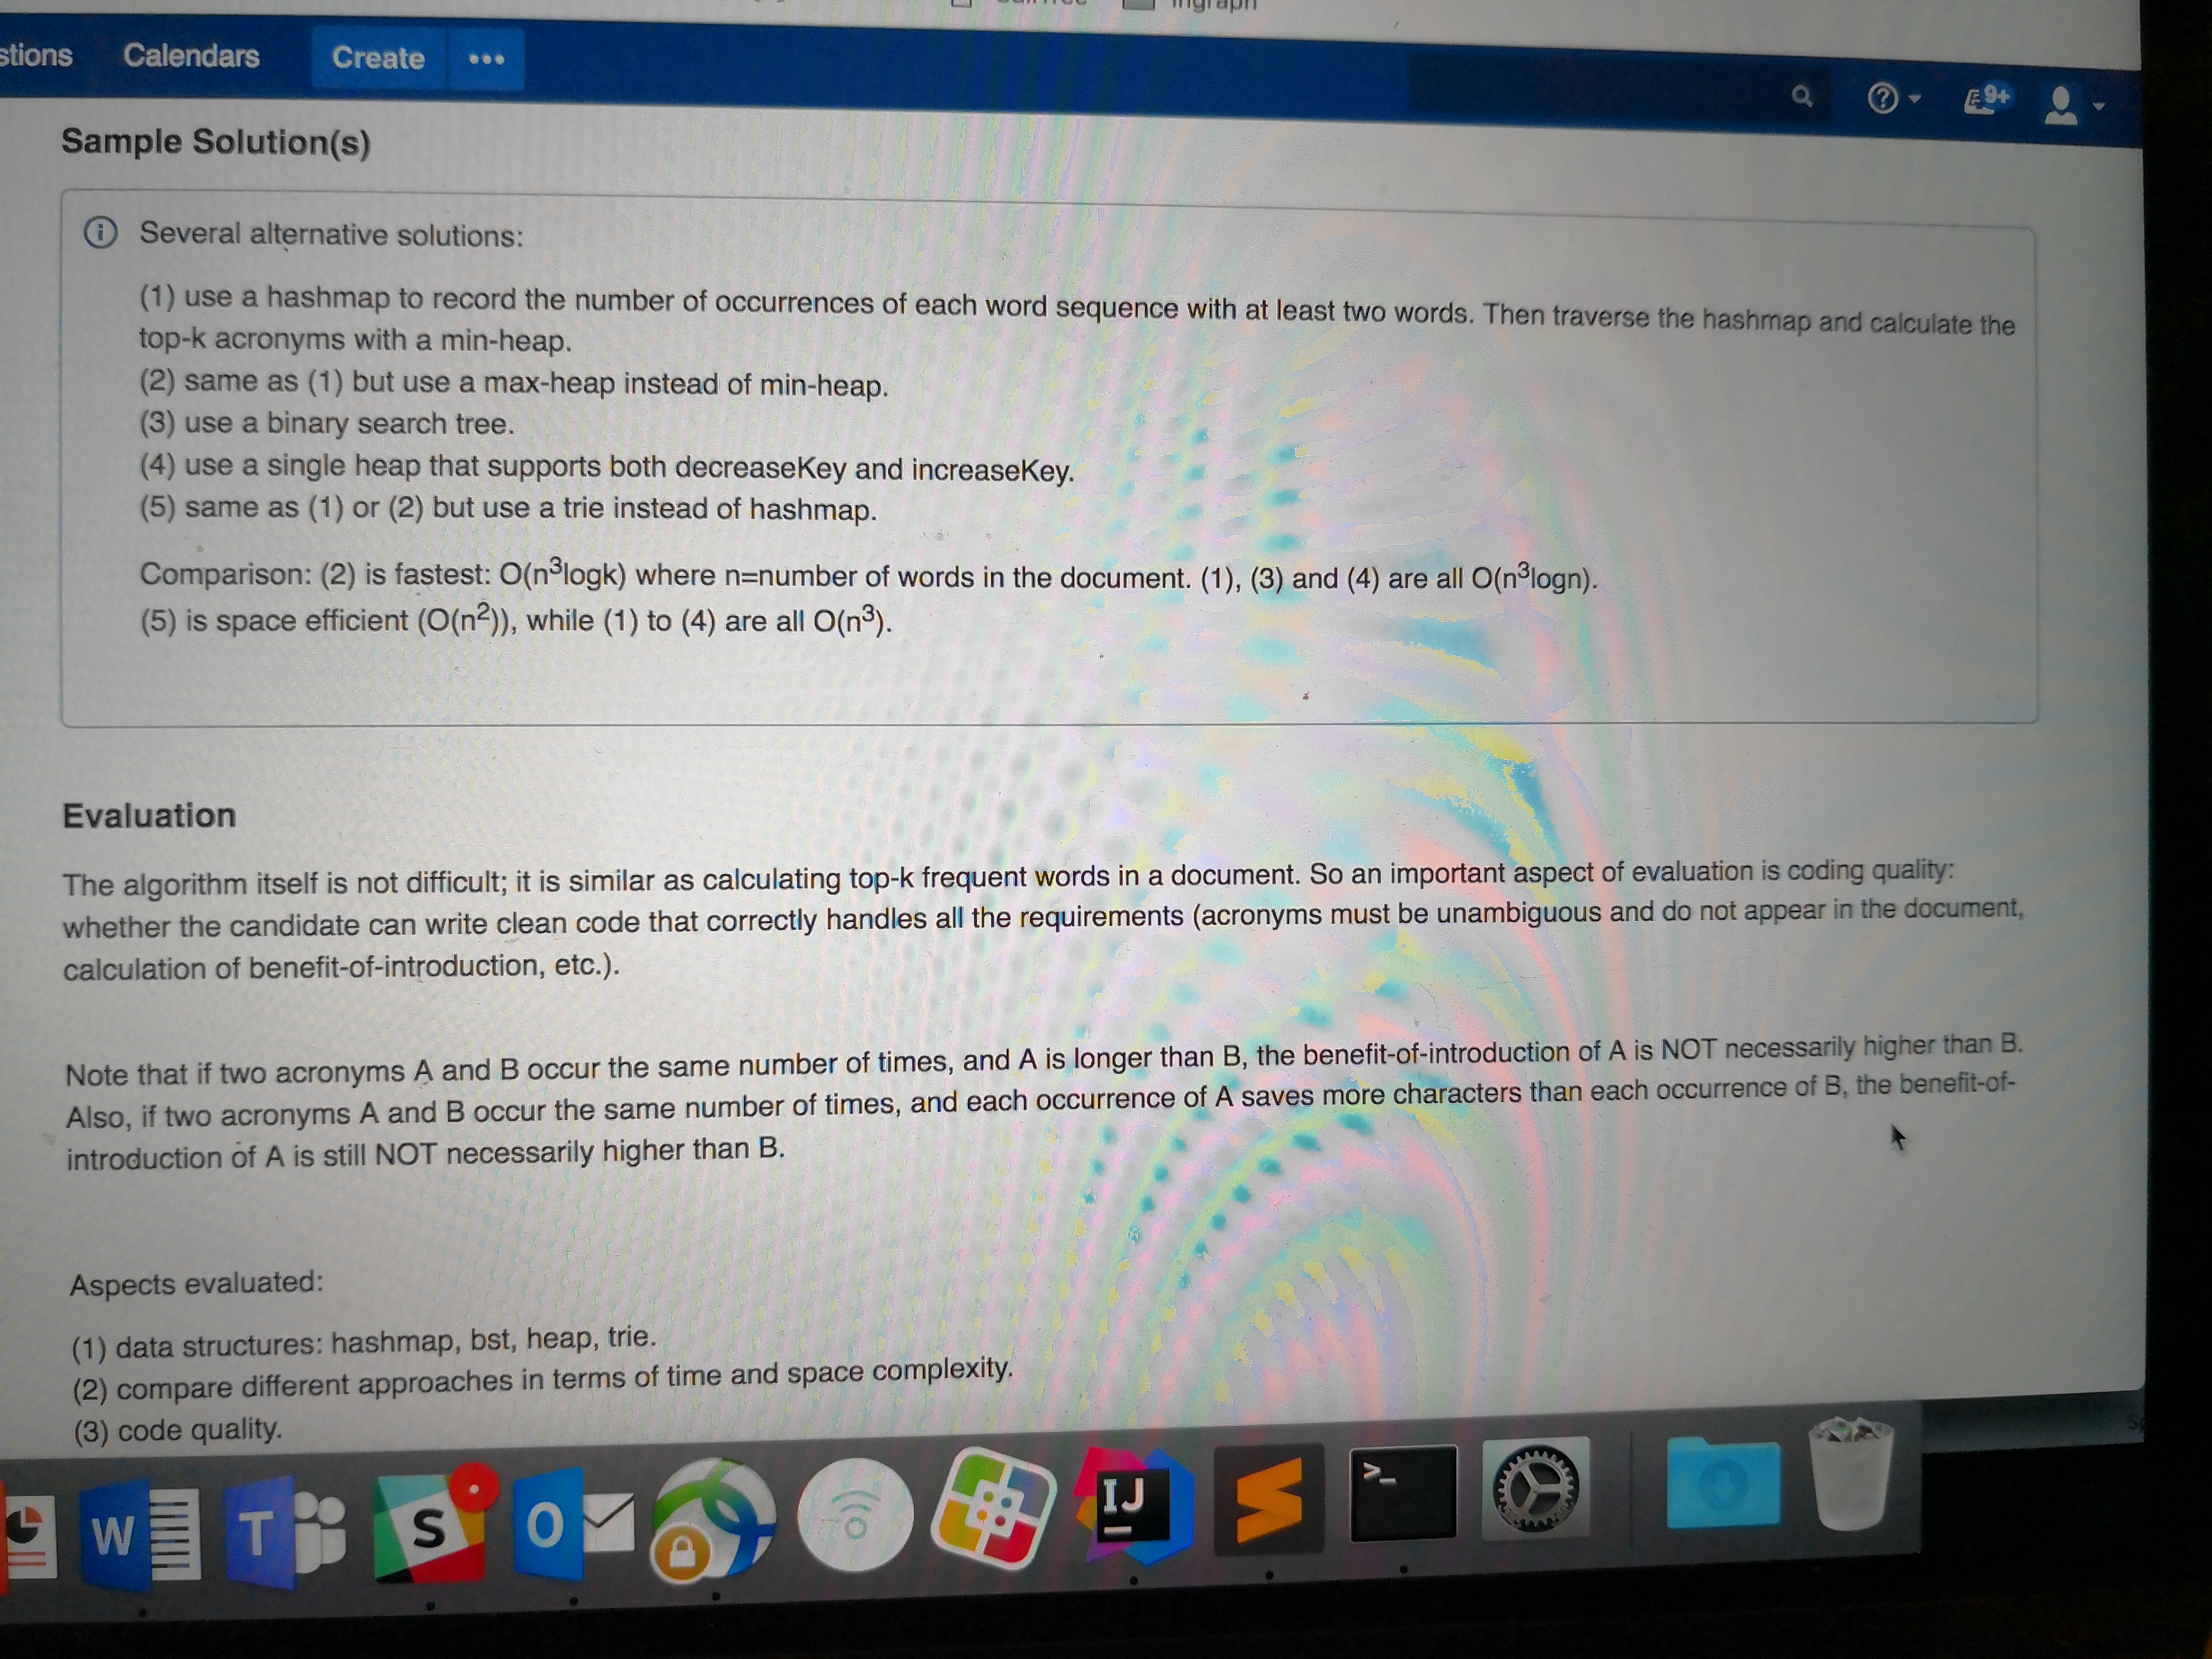 Ingraph
stions Calendars Create •••
9+
Sample Solution(s)
Several alternative solutions:
(1) use a hashmap to record the number of occurrences of each word sequence with at least two words. Then traverse the hashmap and calculate the
top-k acronyms with a min-heap.
(2) same as (1) but use a max-heap instead of min-heap.
(3) use a binary search tree.
(4) use a single heap that supports both decreaseKey and increaseKey.
(5) same as (1) or (2) but use a trie instead of hashmap.
Comparison: (2) is fastest: O(n³logk) where n=number of words in the document. (1), (3) and (4) are all O(n³logn).
(5) is space efficient (O(n²)), while (1) to (4) are all O(n³).
Evaluation
The algorithm itself is not difficult; it is similar as calculating top-k frequent words in a document. So an important aspect of evaluation is coding quality:
whether the candidate can write clean code that correctly handles all the requirements (acronyms must be unambiguous and do not appear in the document,
calculation of benefit-of-introduction, etc.).
Note that if two acronyms A and B occur the same number of times, and A is longer than B, the benefit-of-introduction of A is NOT necessarily higher than B.
Also, if two acronyms A and B occur the same number of times, and each occurrence of A saves more characters than each occurrence of B, the benefit-of-
introduction of A is still NOT necessarily higher than B.
Aspects evaluated:
(1) data structures: hashmap, bst, heap, trie.
(2) compare different approaches in terms of time and space complexity.
(3) code quality.
W T S O IJ >_